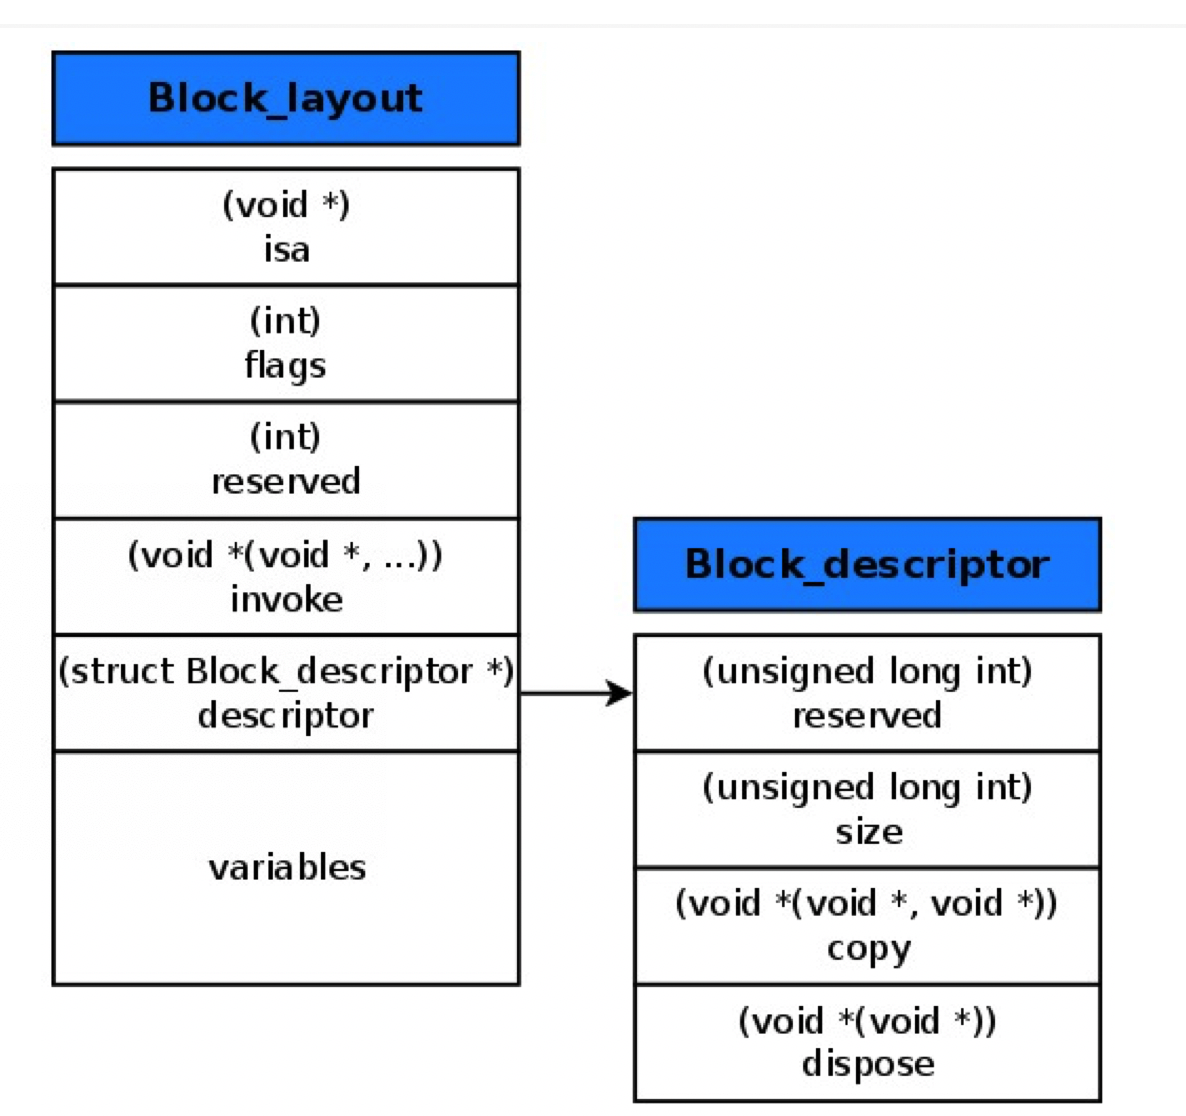 Block_layout
(void *)
isa
(int)
flags
(int)
reserved
(void *(void *, ...))
invoke
(struct Block_descriptor *)
descriptor
variables
Block_descriptor
(unsigned long int)
reserved
(unsigned long int)
size
(void *(void *, void *))
copy
(void *(void *))
dispose